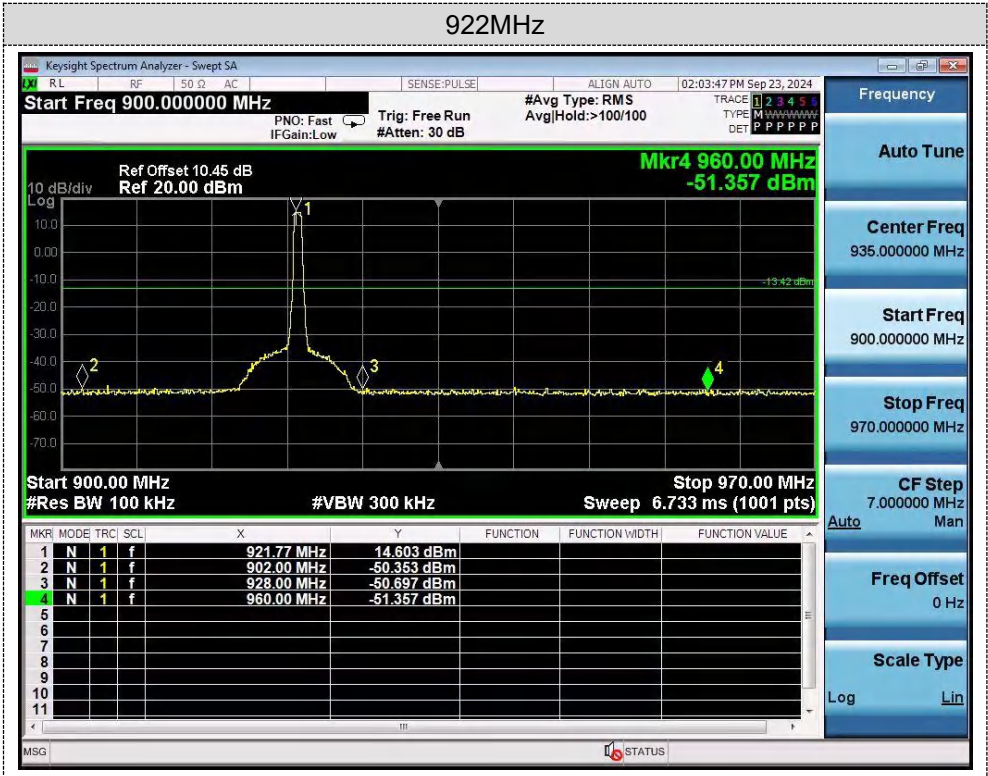 922MHz
Keysight Spectrum Analyzer - Swept SA
LXI RL RF 50 Ω AC SENSE:PULSE ALIGN AUTO 02:03:47 PM Sep 23, 2024
Start Freq 900.000000 MHz
PNO: Fast
IFGain:Low
Trig: Free Run
#Atten: 30 dB
#Avg Type: RMS
Avg|Hold:>100/100
TRACE 1 2 3 4 5 6
TYPE M WWWWW
DET P P P P P P
Mkr4 960.00 MHz
-51.357 dBm
Ref Offset 10.45 dB
10 dB/div Ref 20.00 dBm
Log
10.0
0.00
-10.0
-20.0
-30.0
-40.0
-50.0
-60.0
-70.0
1
2
3
4
-13.42 dBm
Start 900.00 MHz Stop 970.00 MHz
#Res BW 100 kHz #VBW 300 kHz Sweep 6.733 ms (1001 pts)
MKR MODE TRC SCL X Y FUNCTION FUNCTION WIDTH FUNCTION VALUE
1 N 1 f 921.77 MHz 14.603 dBm
2 N 1 f 902.00 MHz -50.353 dBm
3 N 1 f 928.00 MHz -50.697 dBm
4 N 1 f 960.00 MHz -51.357 dBm
5
6
7
8
9
10
11
MSG STATUS
Frequency
Auto Tune
Center Freq
935.000000 MHz
Start Freq
900.000000 MHz
Stop Freq
970.000000 MHz
CF Step
7.000000 MHz
Auto Man
Freq Offset
0 Hz
Scale Type
Log Lin